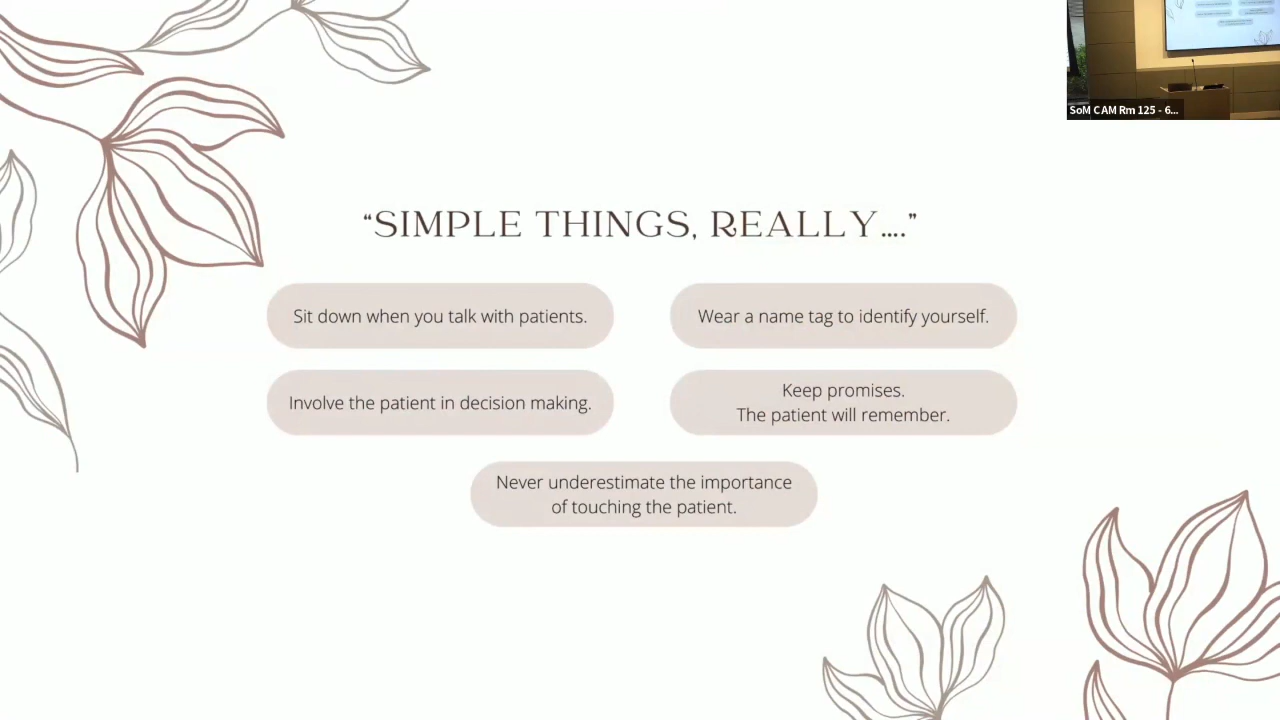 SoM CAM Rm 125 - 6...
“SIMPLE THINGS, REALLY....”
Sit down when you talk with patients.
Wear a name tag to identify yourself.
Involve the patient in decision making.
Keep promises.
The patient will remember.
Never underestimate the importance
of touching the patient.